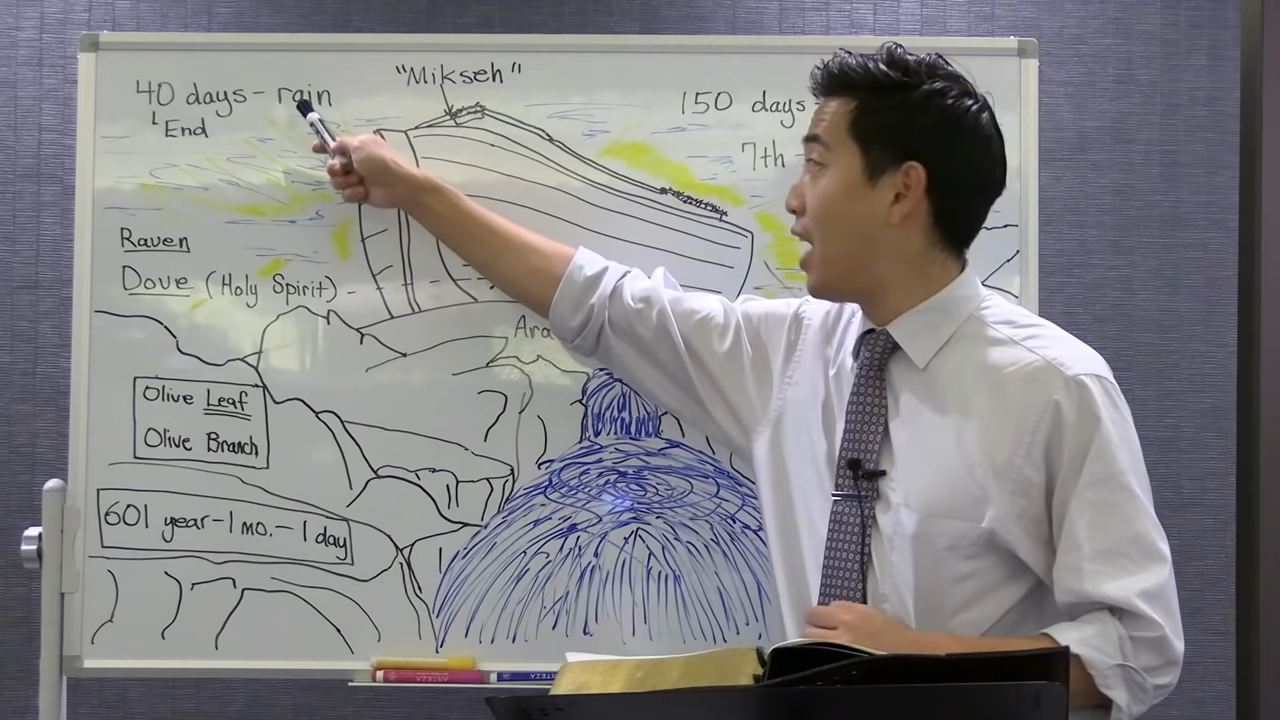 40 days - rain
End
"Mikseh"
150 days
7th -
Raven
Dove (Holy Spirit) -
Olive Leaf
Olive Branch
601 year - 1 mo. - 1 day
ARTEZA